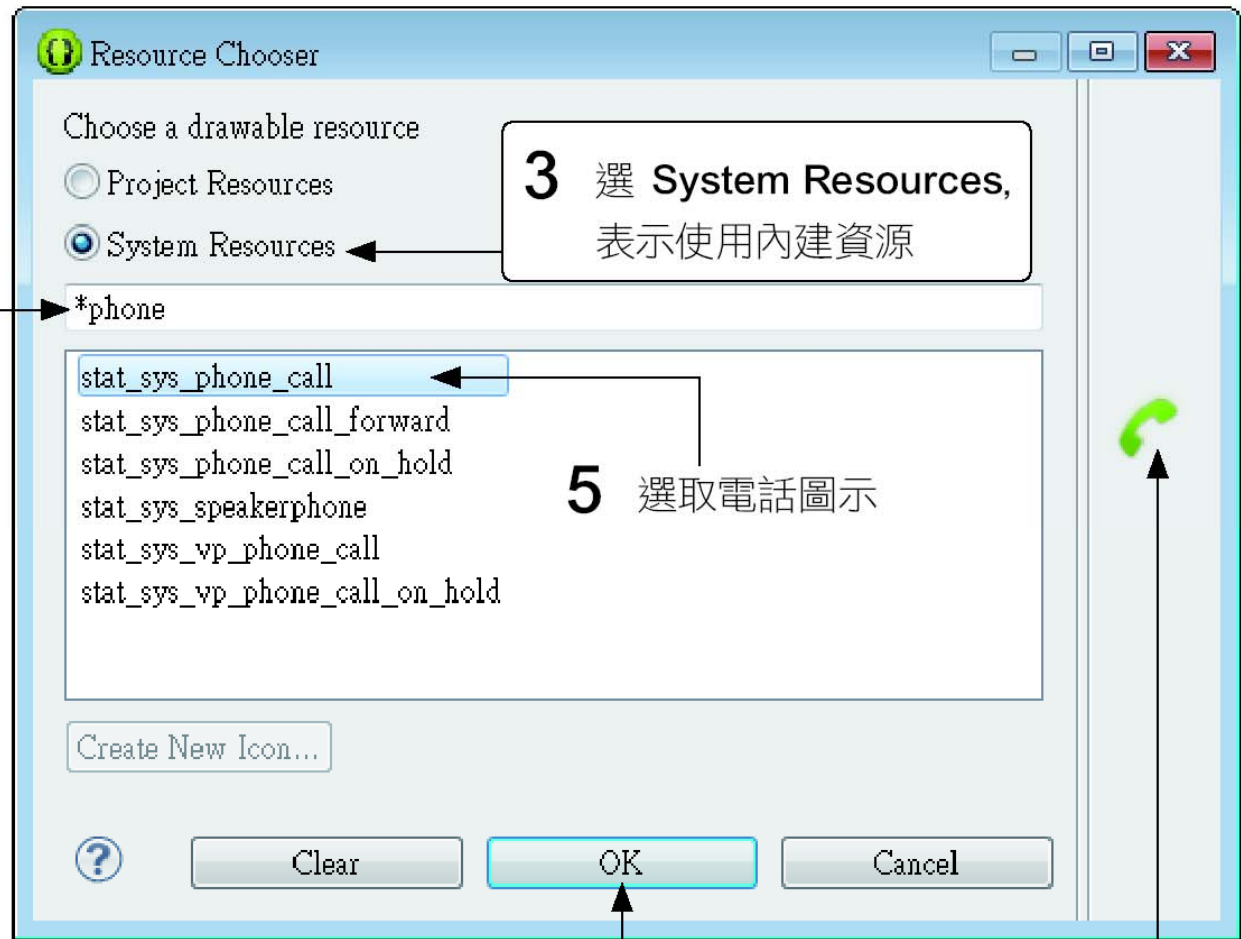 Resource Chooser
Choose a drawable resource
Project Resources
System Resources
3 選 System Resources,
表示使用內建資源
*phone
stat_sys_phone_call
stat_sys_phone_call_forward
stat_sys_phone_call_on_hold
stat_sys_speakerphone
stat_sys_vp_phone_call
stat_sys_vp_phone_call_on_hold
5 選取電話圖示
Create New Icon...
? Clear OK Cancel